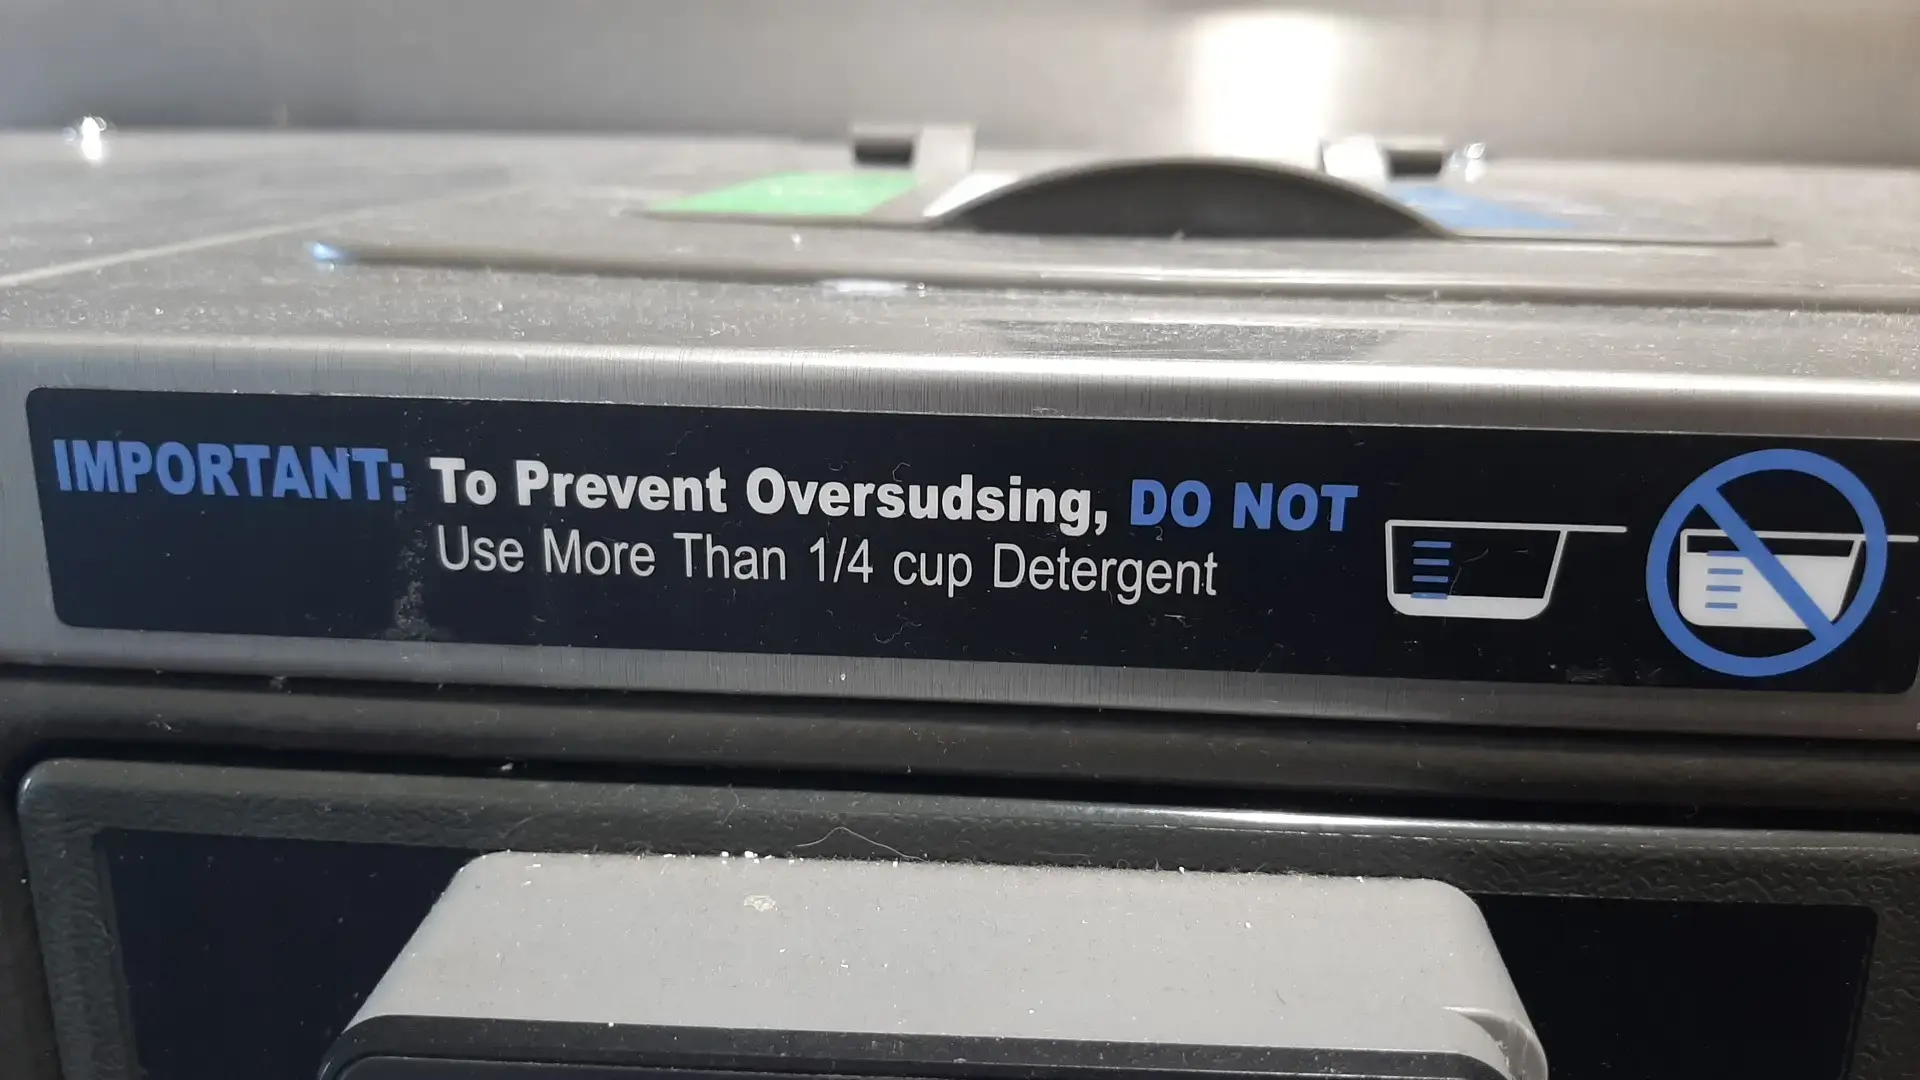 IMPORTANT: To Prevent Oversudsing, DO NOT
Use More Than 1/4 cup Detergent